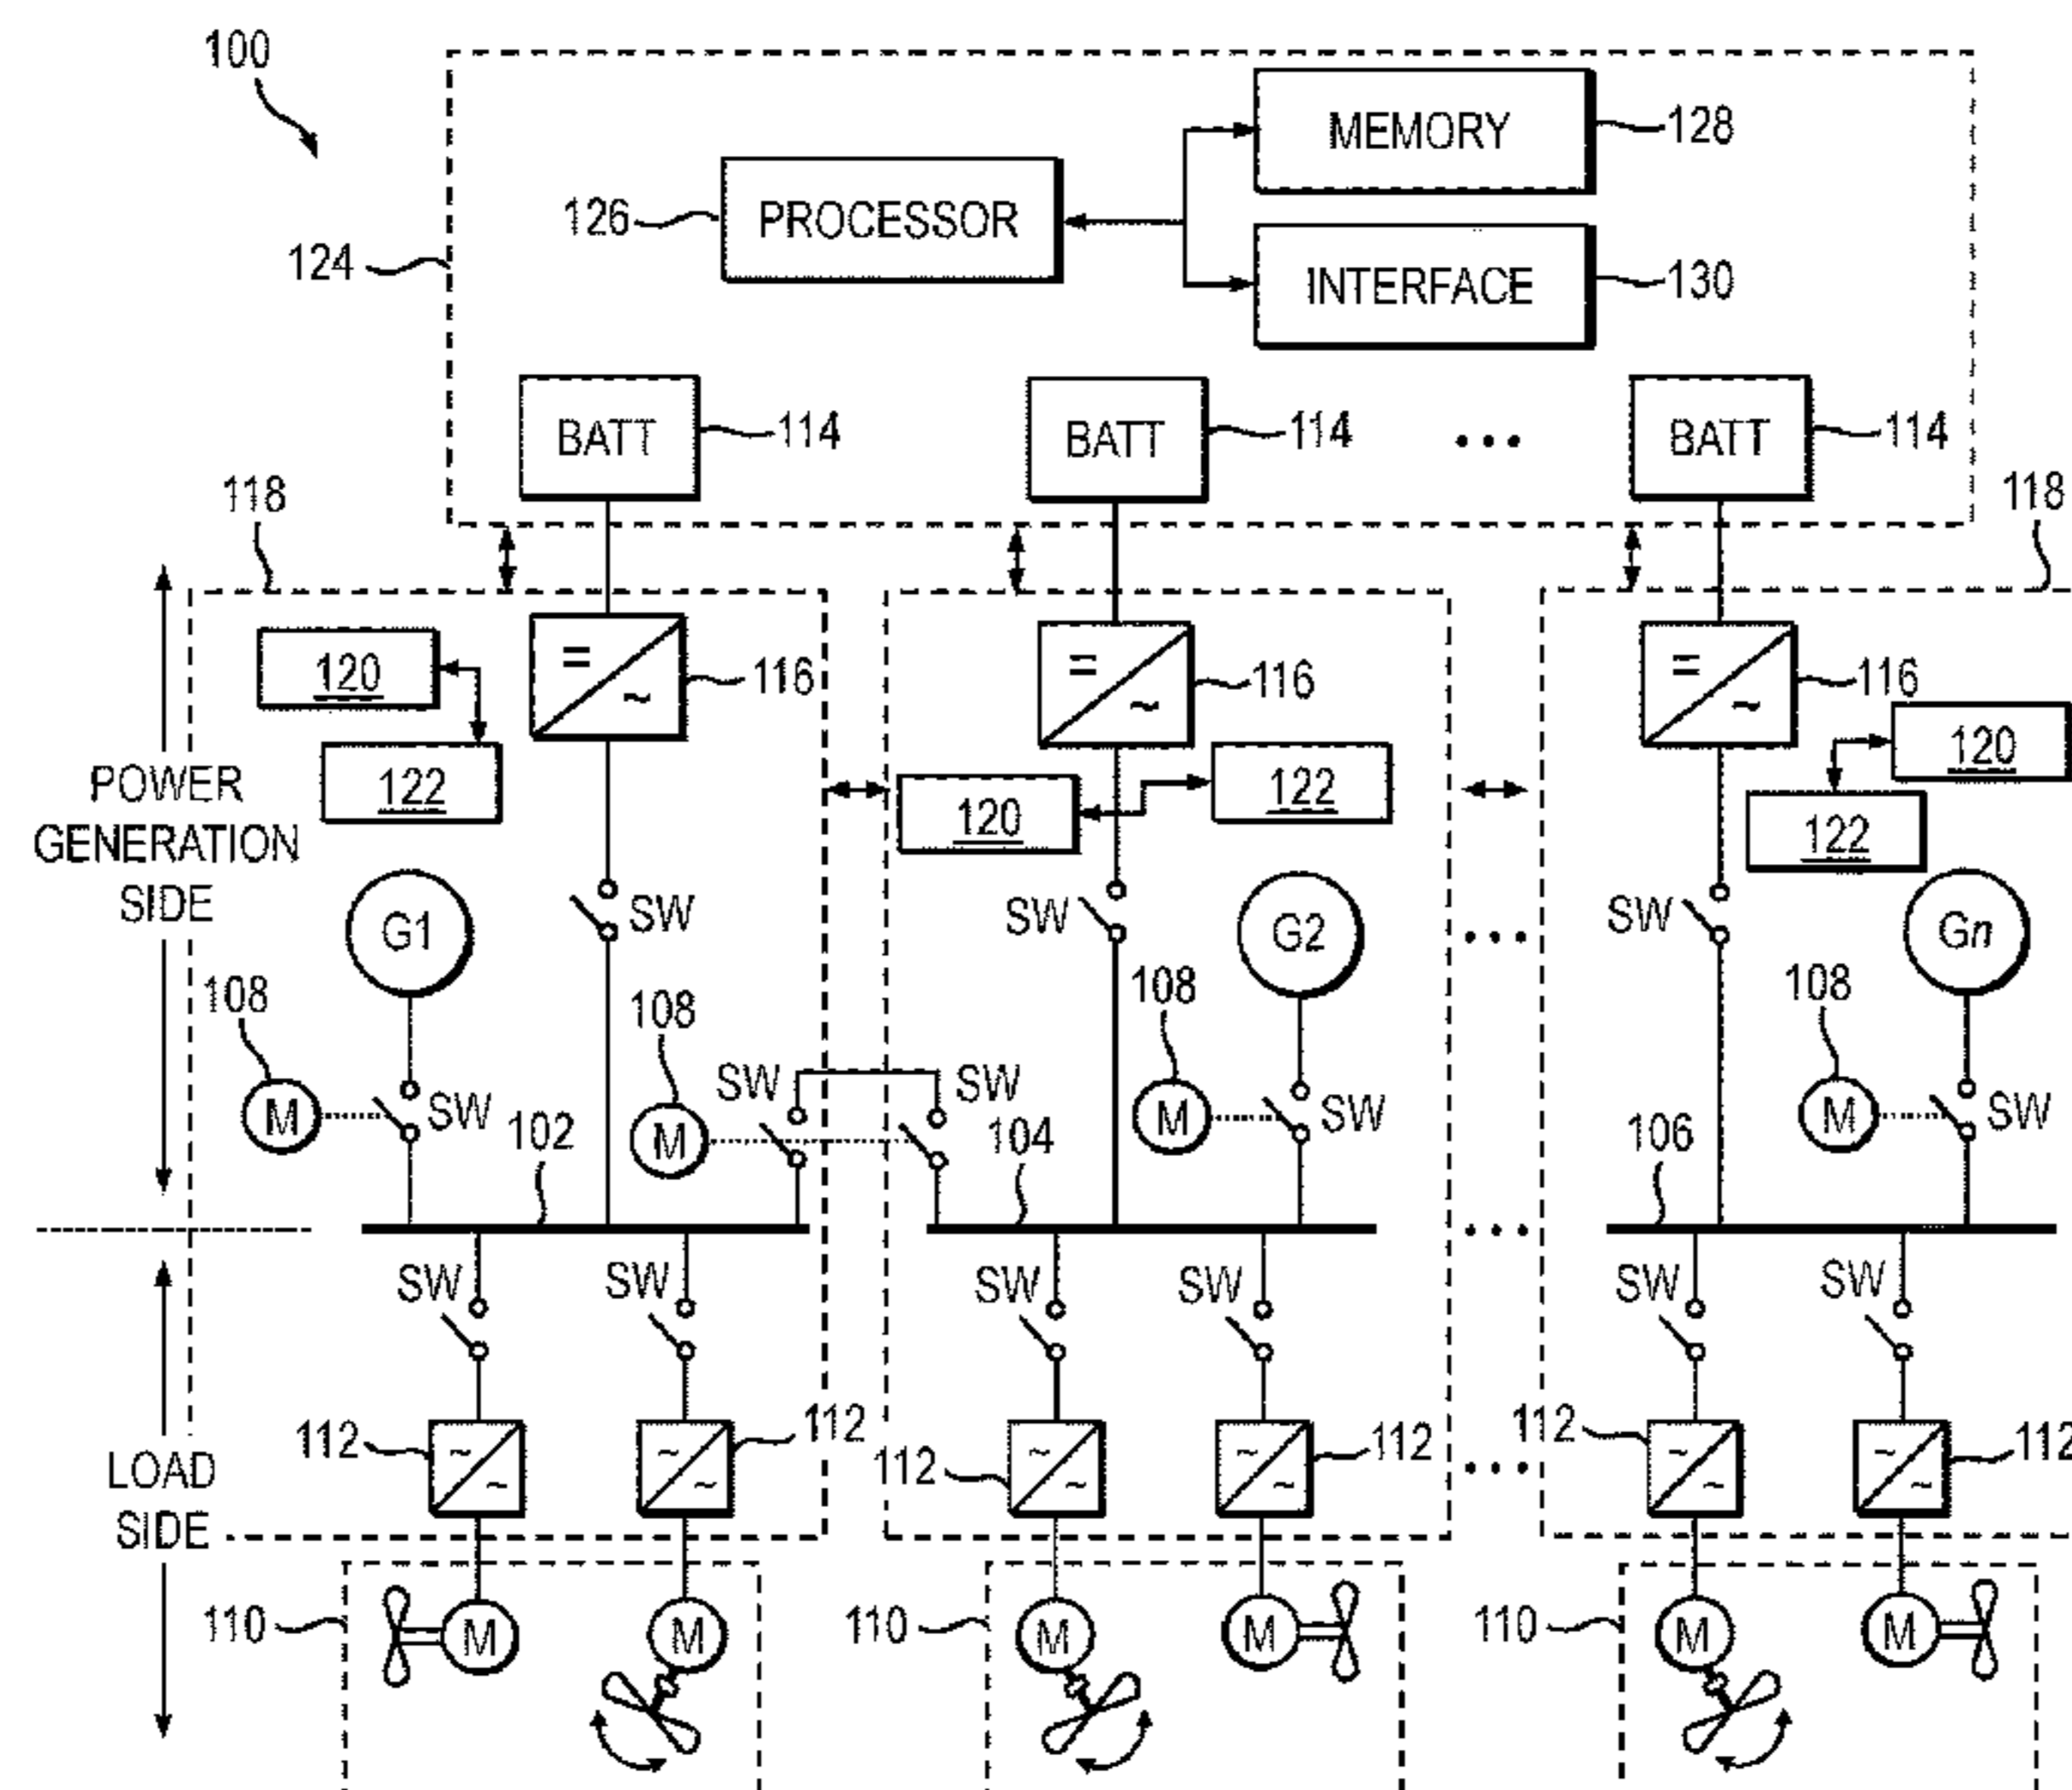 100
MEMORY
128
PROCESSOR
126
124
INTERFACE
130
BATT
114
BATT
114
...
BATT
114
118
118
=
~
116
=
~
116
=
~
116
120
122
120
122
120
122
POWER
GENERATION
SIDE
G1
SW
SW
G2
...
SW
Gn
108
M
SW
108
M
SW
SW
108
M
SW
108
M
SW
102
104
106
...
SW
SW
SW
SW
SW
SW
LOAD
SIDE
112
~
~
~
~
112
112
~
~
~
~
112
...
112
~
~
~
~
112
110
M
M
110
M
M
110
M
M